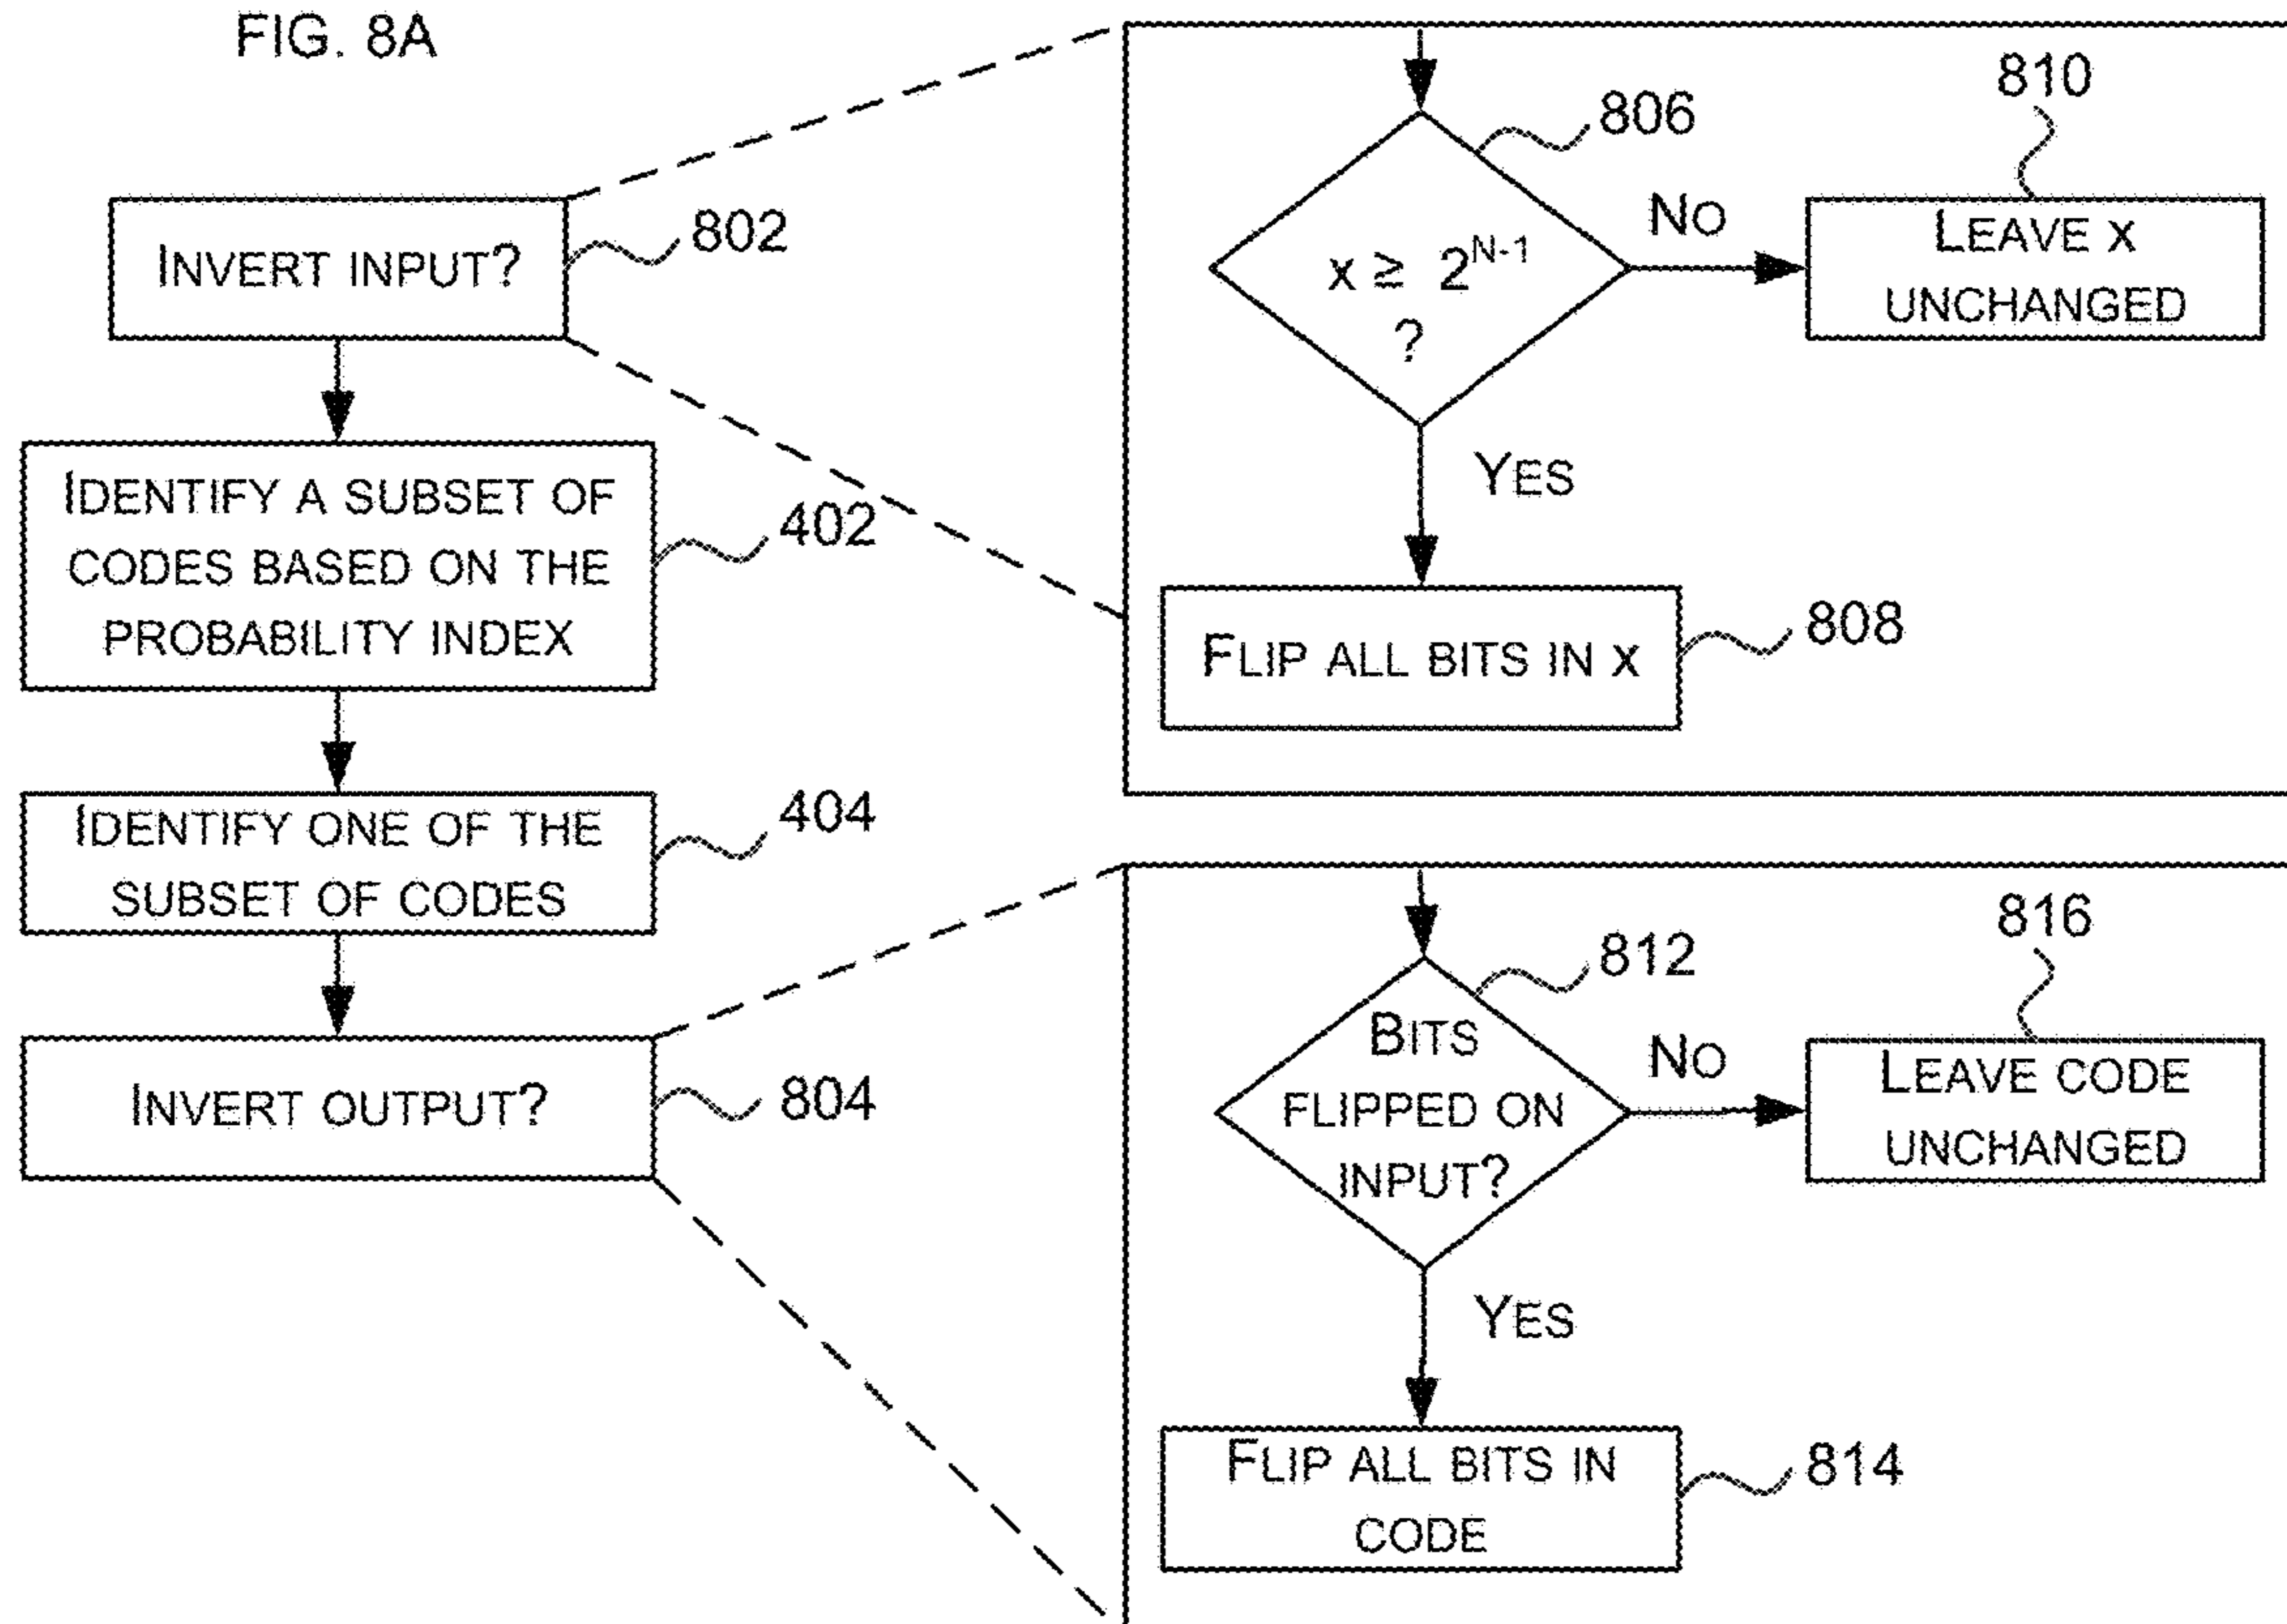 FIG. 8A
INVERT INPUT?
802
IDENTIFY A SUBSET OF
CODES BASED ON THE
PROBABILITY INDEX
402
IDENTIFY ONE OF THE
SUBSET OF CODES
404
INVERT OUTPUT?
804
x ≥ 2^{N-1}
?
806
NO
LEAVE x
UNCHANGED
810
YES
FLIP ALL BITS IN x
808
BITS
FLIPPED ON
INPUT?
812
NO
LEAVE CODE
UNCHANGED
816
YES
FLIP ALL BITS IN
CODE
814